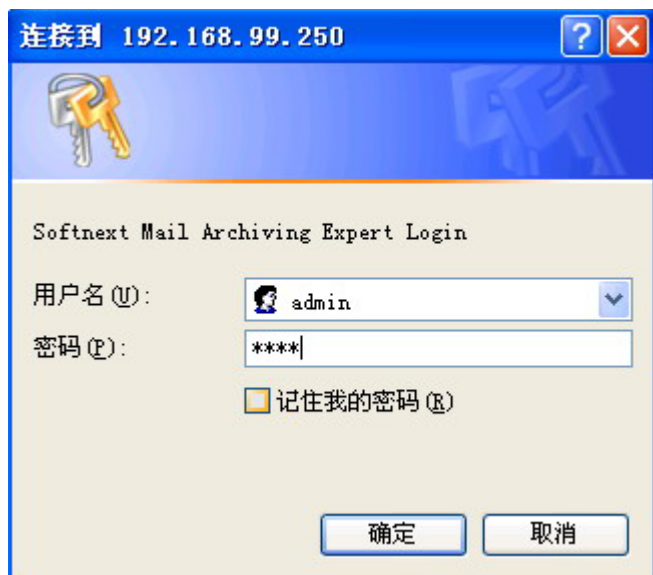 连接到 192.168.99.250
Softnext Mail Archiving Expert Login
用户名(U): admin
密码(P): ****
记住我的密码(R)
确定 取消